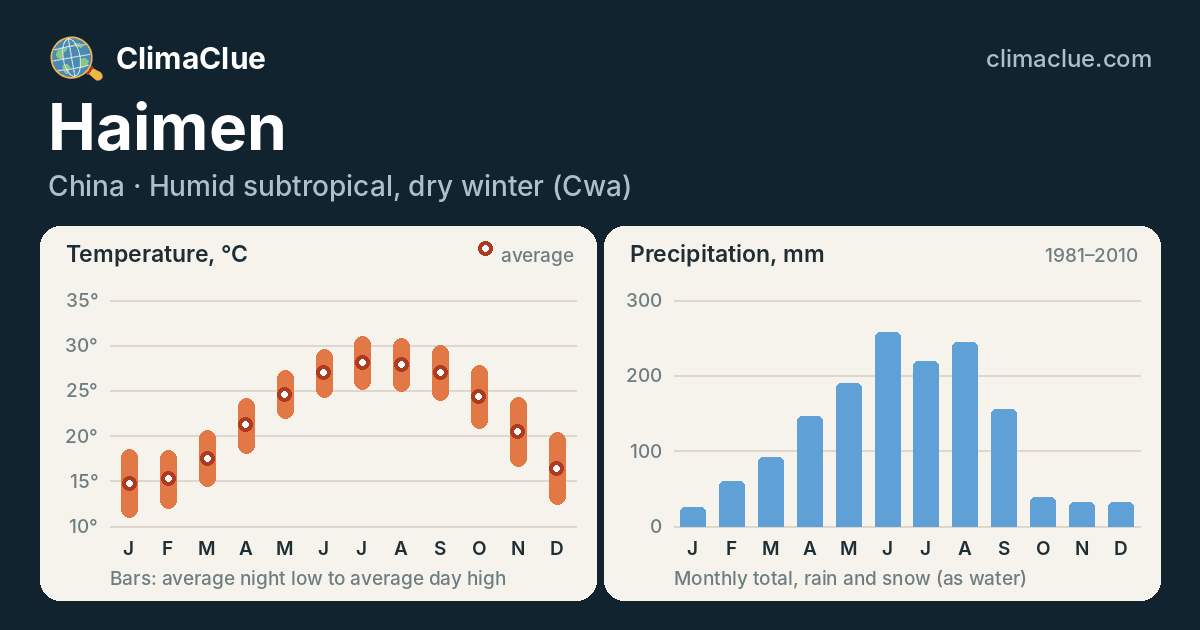 ClimaClue
climaclue.com
Haimen
China · Humid subtropical, dry winter (Cwa)
Temperature, °C
average
35°
30°
25°
20°
15°
10°
J F M A M J J A S O N D
Bars: average night low to average day high
Precipitation, mm
1981–2010
300
200
100
0
J F M A M J J A S O N D
Monthly total, rain and snow (as water)